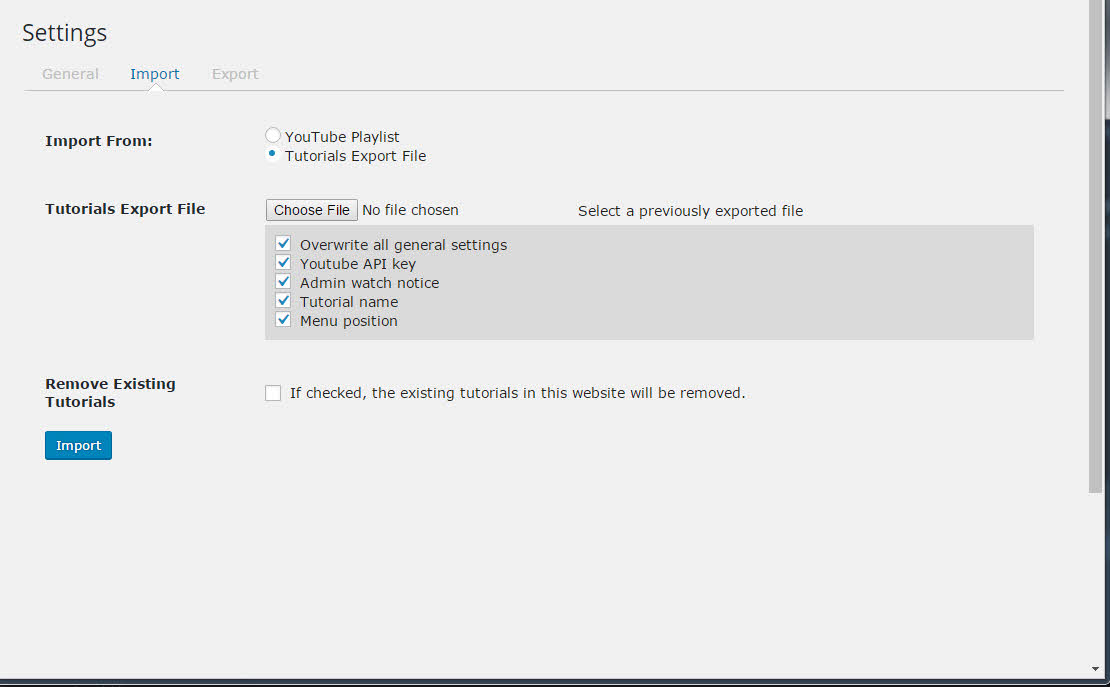 Settings
General Import Export
Import From:
YouTube Playlist
Tutorials Export File
Tutorials Export File
Choose File No file chosen Select a previously exported file
Overwrite all general settings
Youtube API key
Admin watch notice
Tutorial name
Menu position
Remove Existing
Tutorials
If checked, the existing tutorials in this website will be removed.
Import